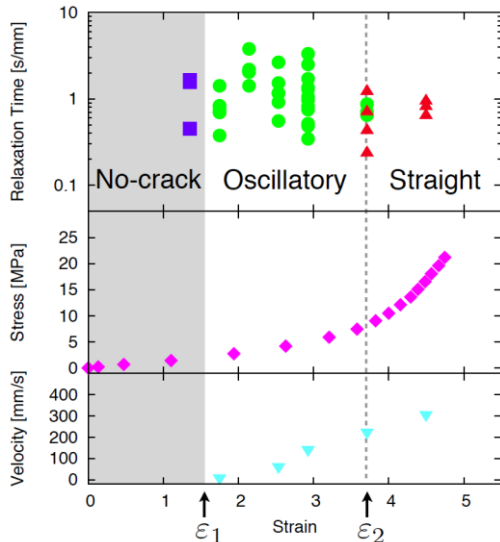 Relaxation Time [s/mm]
10
1
0.1
No-crack
Oscillatory
Straight
Stress [MPa]
25
20
15
10
5
0
Velocity [mm/s]
400
300
200
100
0
0 1 2 3 4 5
ε1 Strain ε2